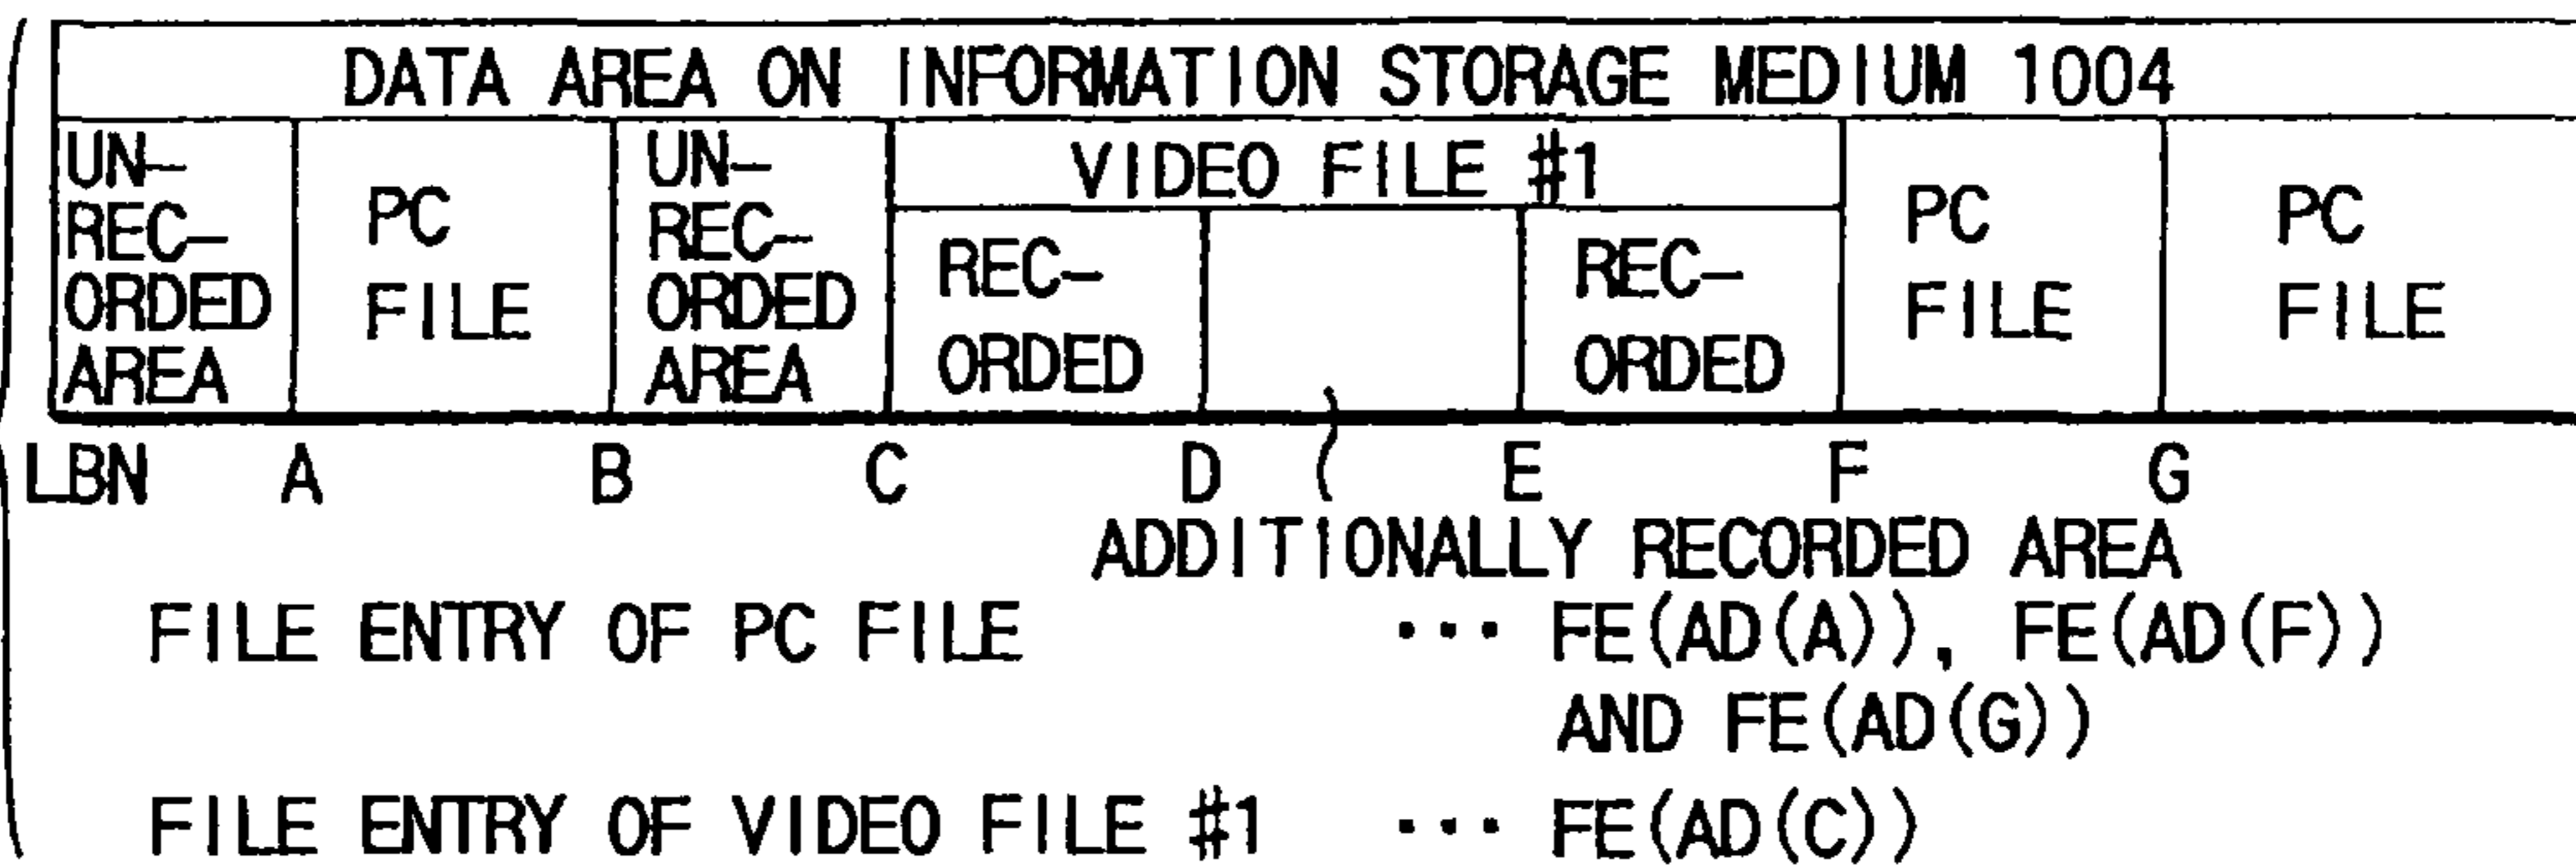 DATA AREA ON INFORMATION STORAGE MEDIUM 1004
UN-
REC-
ORDED
AREA
PC
FILE
UN-
REC-
ORDED
AREA
VIDEO FILE #1
REC-
ORDED
REC-
ORDED
PC
FILE
PC
FILE
LBN A B C D E F G
ADDITIONALLY RECORDED AREA
FILE ENTRY OF PC FILE ••• FE(AD(A)), FE(AD(F))
AND FE(AD(G))
FILE ENTRY OF VIDEO FILE #1 ••• FE(AD(C))